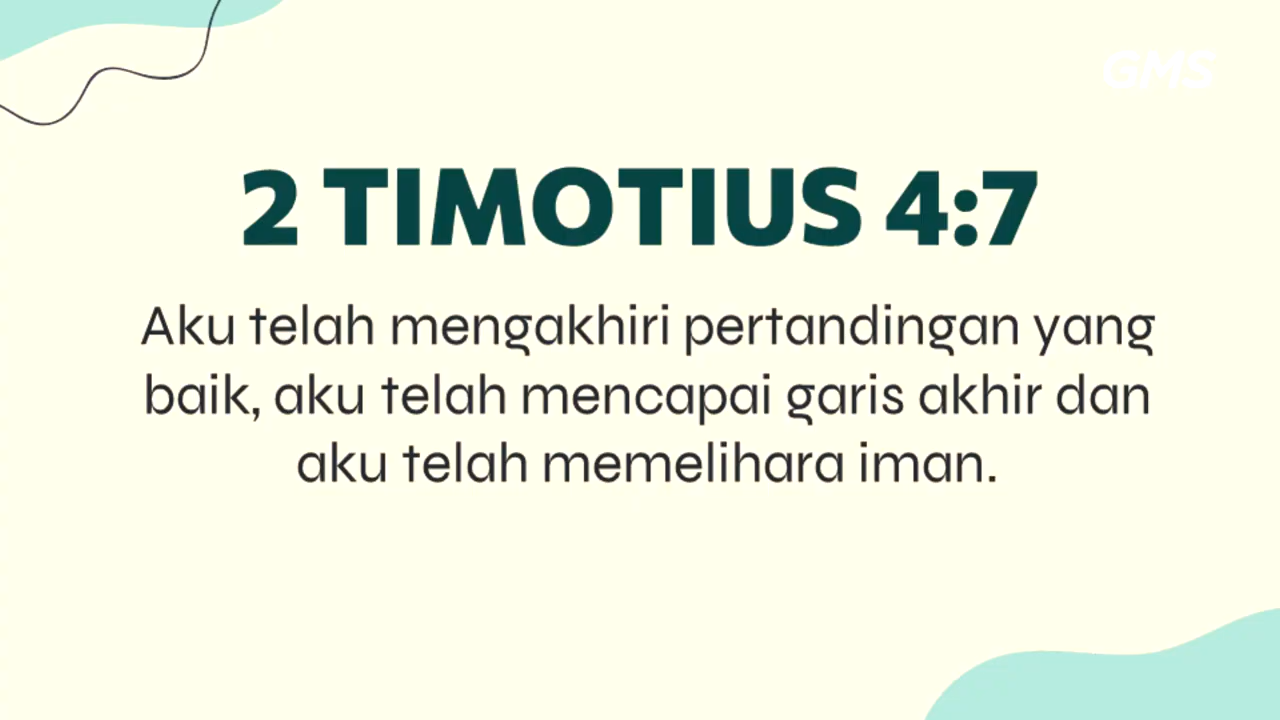 GMS
2 TIMOTIUS 4:7
Aku telah mengakhiri pertandingan yang
baik, aku telah mencapai garis akhir dan
aku telah memelihara iman.